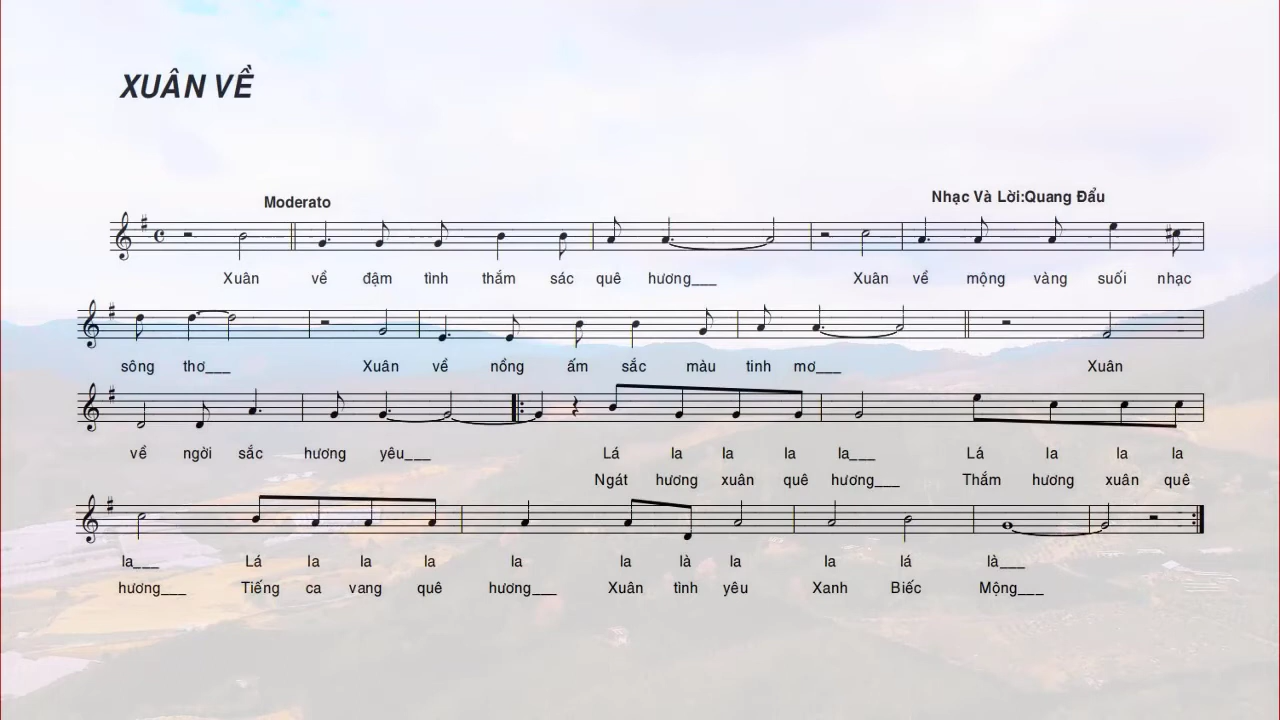 XUÂN VỀ
Moderato
Nhạc Và Lời:Quang Đẩu
Xuân về đậm tình thắm sác quê hương___ Xuân về mộng vàng suối nhạc
sông thơ___ Xuân về nồng ấm sắc màu tinh mơ___ Xuân
về ngời sắc hương yêu___ Lá la la la la___ Lá la la la
Ngát hương xuân quê hương___ Thắm hương xuân quê
la___ Lá la la la la la là la la lá là___
hương___ Tiếng ca vang quê hương___ Xuân tình yêu Xanh Biếc Mộng___